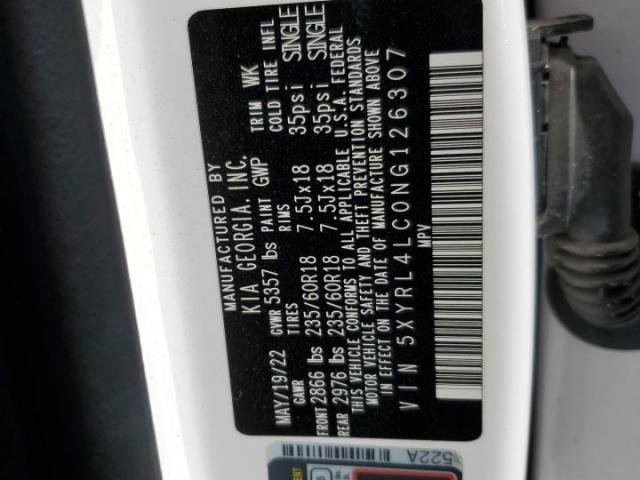 MANUFACTURED BY
KIA GEORGIA, INC.
MAY/19/22 GVWR 5357 lbs PAINT GWP TRIM WK
GAWR TIRES RIMS COLD TIRE INFL
FRONT 2866 lbs 235/60R18 7.5Jx18 35psi SINGLE
REAR 2976 lbs 235/60R18 7.5Jx18 35psi SINGLE
THIS VEHICLE CONFORMS TO ALL APPLICABLE U.S.A. FEDERAL
MOTOR VEHICLE SAFETY AND THEFT PREVENTION STANDARDS
IN EFFECT ON THE DATE OF MANUFACTURE SHOWN ABOVE
VIN 5XYRL4LC0NG126307
MPV
522A